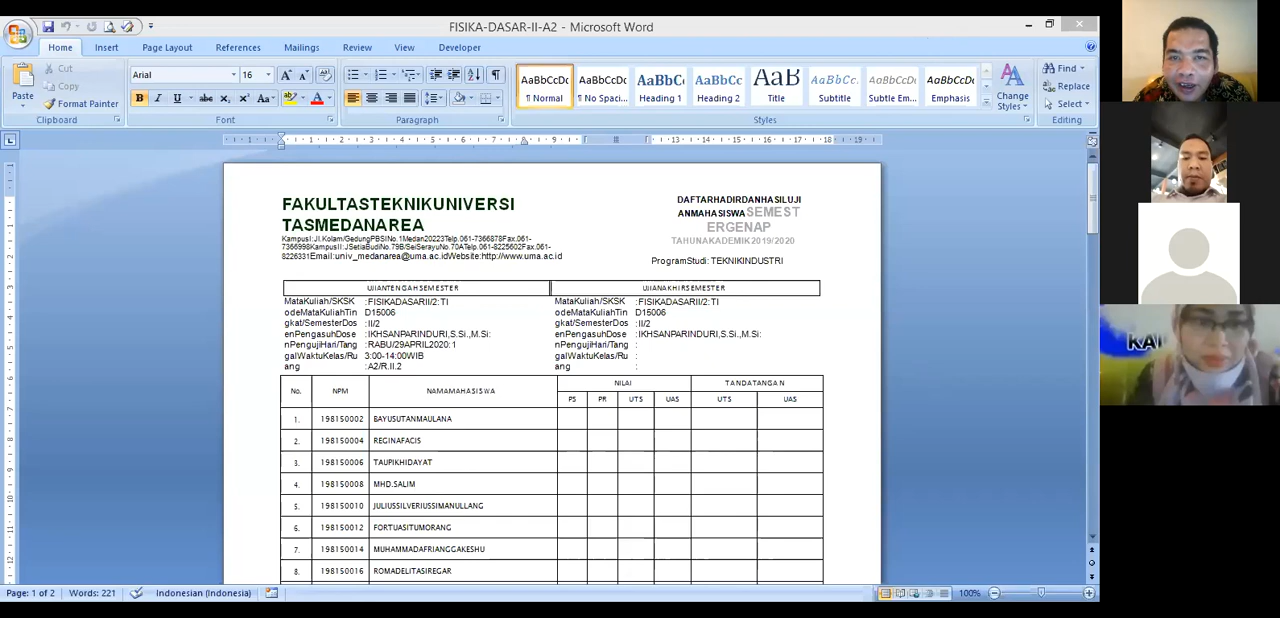 FISIKA-DASAR-II-A2 - Microsoft Word
Home Insert Page Layout References Mailings Review View Developer
Paste
Cut
Copy
Format Painter
Clipboard
Arial 16
Font
Paragraph
AaBbCcDc AaBbCcDc AaBbCc AaBbCc AaB AaBbCc. AaBbCcDc AaBbCcDc
¶ Normal ¶ No Spaci... Heading 1 Heading 2 Title Subtitle Subtle Em... Emphasis
Styles
Change
Styles
Find
Replace
Select
Editing
FAKULTASTEKNIKUNIVERSI
TASMEDANAREA
KampusI:Jl.Kolam/GedungPBSINo.1Medan20223Telp.061-7366878Fax.061-
7366998KampusII:JSetiaBudiNo.79B/SeiSerayuNo.70ATelp.061-8225602Fax.061-
8226331Email:univ_medanarea@uma.ac.idWebsite:http://www.uma.ac.id
DAFTARHADIRDANHASILUJI
ANMAHASISWASEMEST
ERGENAP
TAHUNAKADEMIK2019/2020
ProgramStudi: TEKNIKINDUSTRI
UJIANTENGAHSEMESTER UJIANAKHIRSEMESTER
MataKuliah/SKSK :FISIKADASARII/2:TI
odeMataKuliahTin D15006
gkat/SemesterDos :II/2
enPengasuhDose :IKHSANPARINDURI,S.Si.,M.Si:
nPengujiHari/Tang :RABU/29APRIL2020:1
galWaktuKelas/Ru 3:00-14:00WIB
ang :A2/R.II.2
MataKuliah/SKSK :FISIKADASARII/2:TI
odeMataKuliahTin D15006
gkat/SemesterDos :II/2
enPengasuhDose :IKHSANPARINDURI,S.Si.,M.Si:
nPengujiHari/Tang :
galWaktuKelas/Ru :
ang :
No. NPM NAMAMAHASISWA NILAI TANDATANGAN
PS PR UTS UAS UTS UAS
1. 198150002 BAYUSUTANMAULANA
2. 198150004 REGINAFACIS
3. 198150006 TAUPIKHIDAYAT
4. 198150008 MHD.SALIM
5. 198150010 JULIUSSILVERIUSSIMANULLANG
6. 198150012 FORTUASITUMORANG
7. 198150014 MUHAMMADAFRIANGGAKESHU
8. 198150016 ROMADELITASIREGAR
Page: 1 of 2 Words: 221 Indonesian (Indonesia) 100%